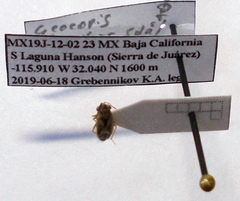 Geocoris
MX19J-12-02 23 MX Baja California
S Laguna Hanson (Sierra de Juárez)
-115.910 W 32.040 N 1600 m
2019-06-18 Grebennikov K.A. leg